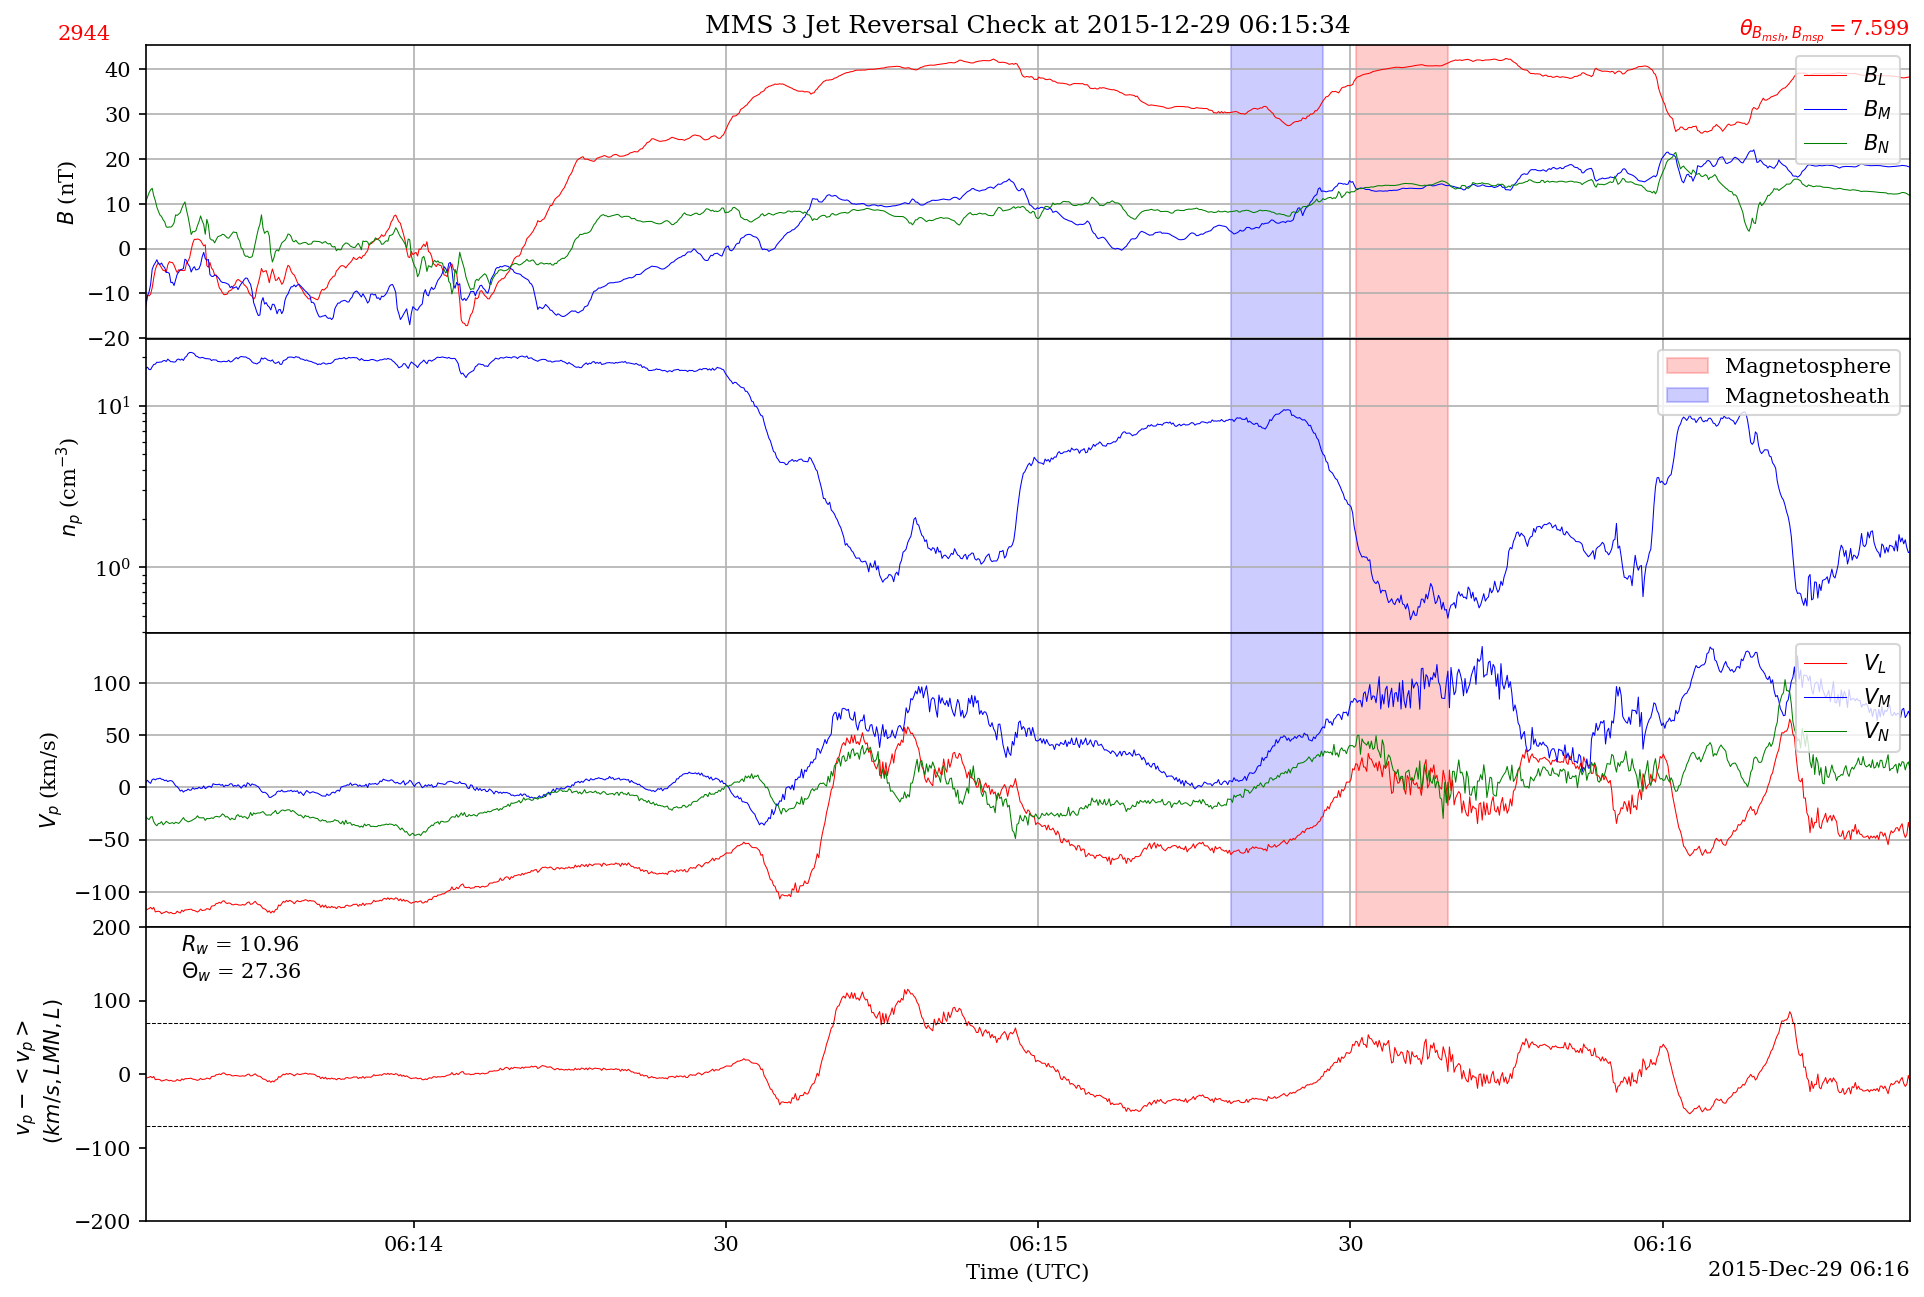 MMS 3 Jet Reversal Check at 2015-12-29 06:15:34
2944
θ_{B_{msh}, B_{msp}} = 7.599
40
30
20
10
0
−10
−20
B (nT)
B_L
B_M
B_N
10^1
10^0
n_p (cm^{−3})
Magnetosphere
Magnetosheath
100
50
0
−50
−100
V_p (km/s)
V_L
V_M
V_N
200
100
0
−100
−200
v_p − < v_p >
(km/s, LMN, L)
R_w = 10.96
Θ_w = 27.36
06:14
30
06:15
30
06:16
Time (UTC)
2015-Dec-29 06:16